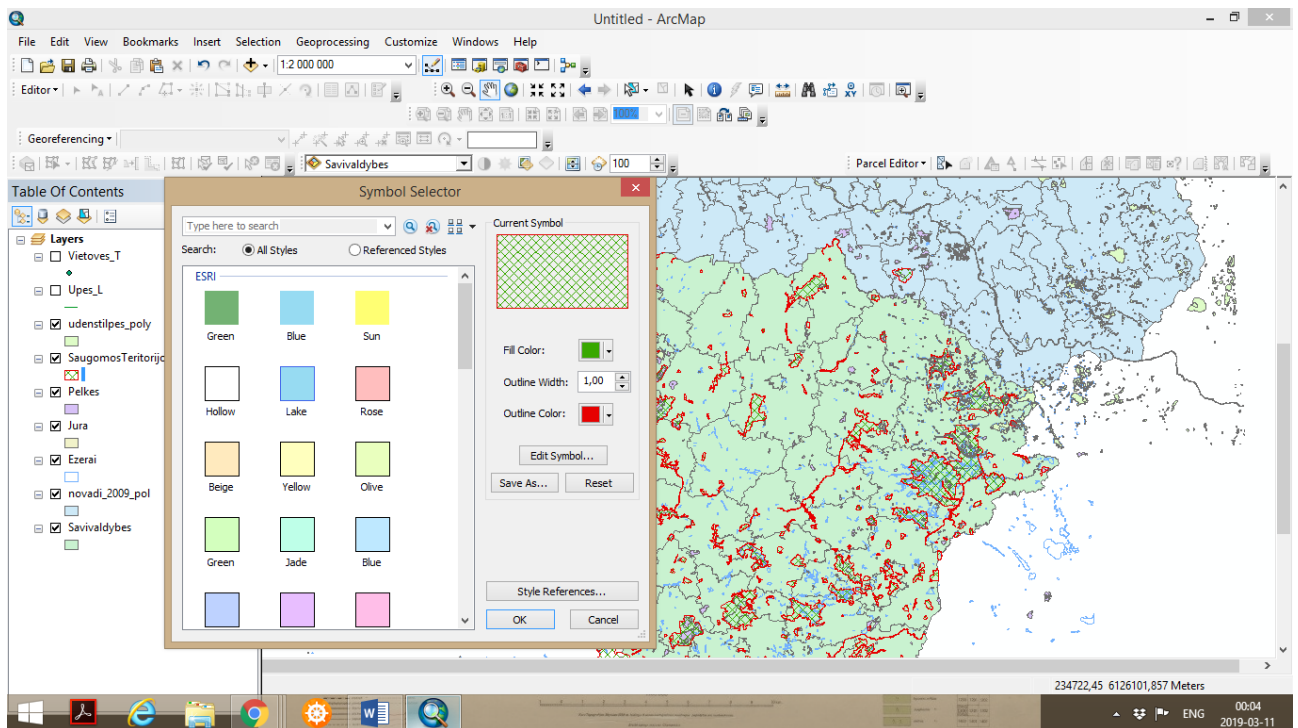 Untitled - ArcMap
File Edit View Bookmarks Insert Selection Geoprocessing Customize Windows Help
1:2 000 000
Editor
100%
Georeferencing
Savivaldybes
100
Parcel Editor
Table Of Contents
Layers
Vietoves_T
Upes_L
udenstilpes_poly
SaugomosTeritorijo
Pelkes
Jura
Ezerai
novadi_2009_pol
Savivaldybes
Symbol Selector
Type here to search
Search: All Styles Referenced Styles
ESRI
Green Blue Sun
Hollow Lake Rose
Beige Yellow Olive
Green Jade Blue
Current Symbol
Fill Color:
Outline Width: 1,00
Outline Color:
Edit Symbol...
Save As... Reset
Style References...
OK Cancel
234722,45 6126101,857 Meters
ENG
00:04
2019-03-11